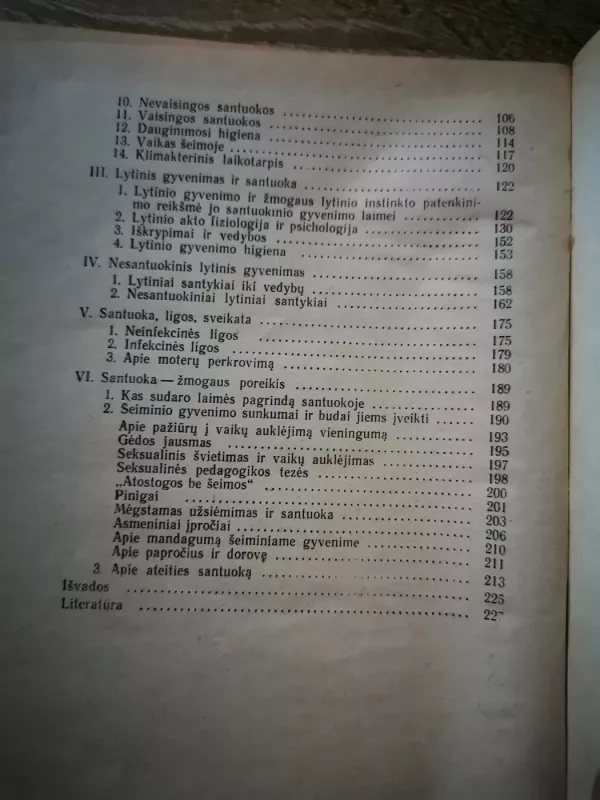 10. Nevaisingos santuokos 106
11. Vaisingos santuokos 108
12. Dauginimosi higiena 114
13. Vaikas šeimoje 117
14. Klimakterinis laikotarpis 120
III. Lytinis gyvenimas ir santuoka 122
1. Lytinio gyvenimo ir žmogaus lytinio instinkto patenkini-
mo reikšmė jo santuokinio gyvenimo laimei 122
2. Lytinio akto fiziologija ir psichologija 130
3. Iškrypimai ir vedybos 152
4. Lytinio gyvenimo higiena 153
IV. Nesantuokinis lytinis gyvenimas 158
1. Lytiniai santykiai iki vedybų 158
2. Nesantuokiniai lytiniai santykiai 162
V. Santuoka, ligos, sveikata 175
1. Neinfekcinės ligos 175
2. Infekcinės ligos 179
3. Apie moterų perkrovimą 180
VI. Santuoka — žmogaus poreikis 189
1. Kas sudaro laimės pagrindą santuokoje 189
2. Šeiminio gyvenimo sunkumai ir būdai jiems įveikti 190
Apie pažiūrų į vaikų auklėjimą vieningumą 193
Gėdos jausmas 195
Seksualinis švietimas ir vaikų auklėjimas 197
Seksualinės pedagogikos tezės 198
„Atostogos be šeimos“ 200
Pinigai 201
Mėgstamas užsiėmimas ir santuoka 203
Asmeniniai įpročiai 206
Apie mandagumą šeiminiame gyvenime 210
Apie papročius ir dorovę 211
3. Apie ateities santuoką 213
Išvados 225
Literatūra